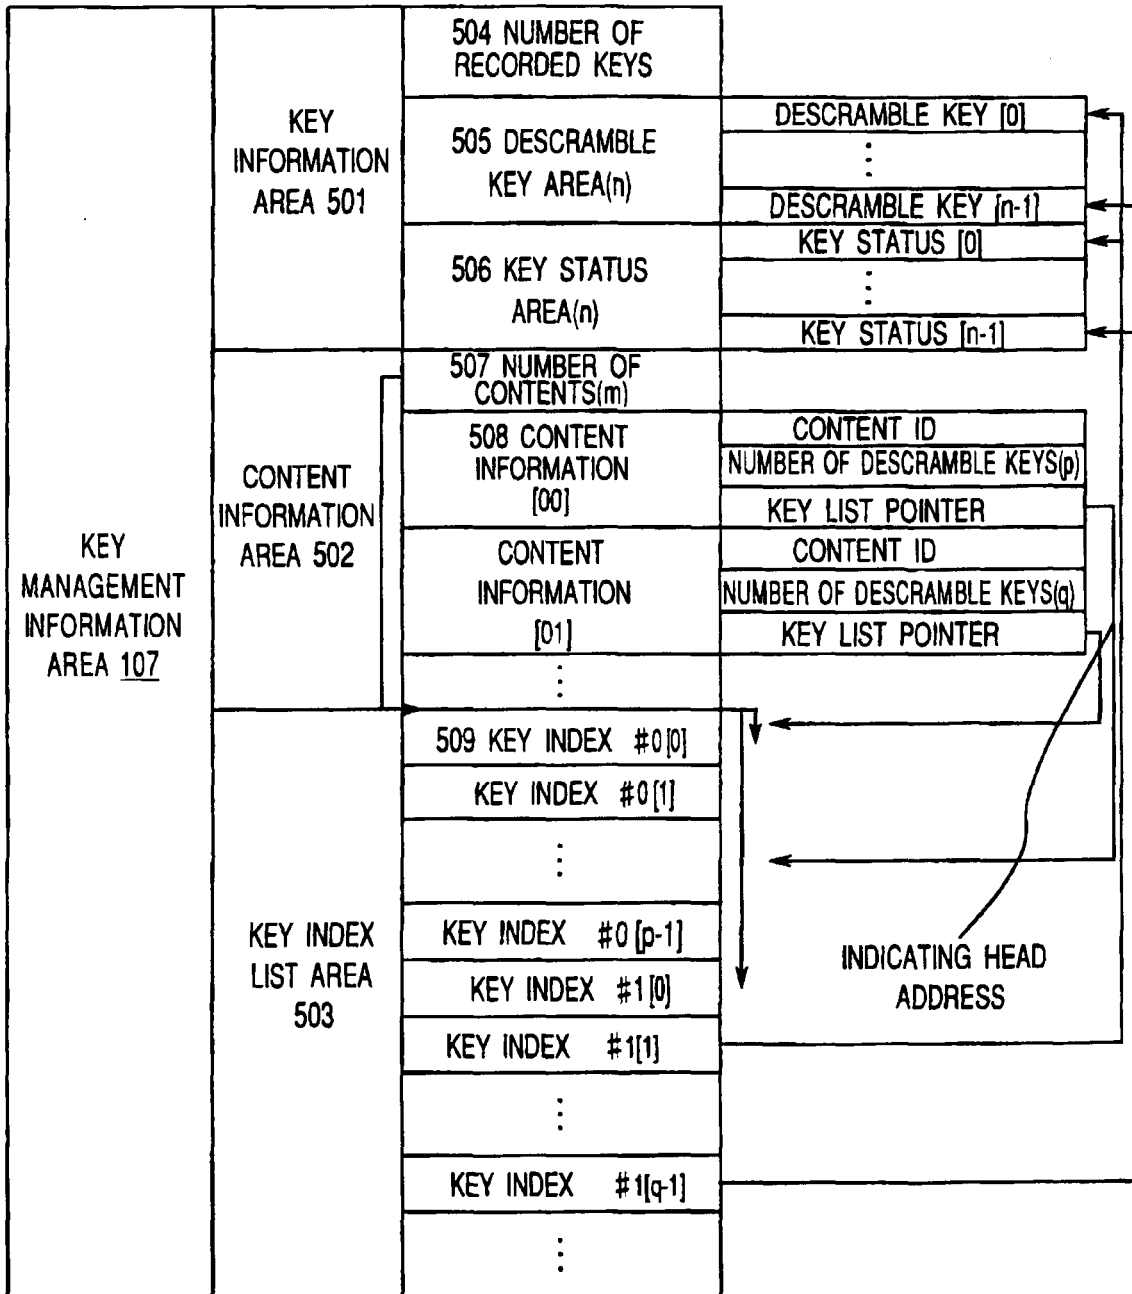 KEY
MANAGEMENT
INFORMATION
AREA 107
KEY
INFORMATION
AREA 501
504 NUMBER OF
RECORDED KEYS
505 DESCRAMBLE
KEY AREA(n)
DESCRAMBLE KEY [0]
⋮
DESCRAMBLE KEY [n-1]
506 KEY STATUS
AREA(n)
KEY STATUS [0]
⋮
KEY STATUS [n-1]
CONTENT
INFORMATION
AREA 502
507 NUMBER OF
CONTENTS(m)
508 CONTENT
INFORMATION
[00]
CONTENT ID
NUMBER OF DESCRAMBLE KEYS(p)
KEY LIST POINTER
CONTENT
INFORMATION
[01]
CONTENT ID
NUMBER OF DESCRAMBLE KEYS(q)
KEY LIST POINTER
⋮
KEY INDEX
LIST AREA
503
509 KEY INDEX #0[0]
KEY INDEX #0[1]
⋮
KEY INDEX #0[p-1]
KEY INDEX #1[0]
KEY INDEX #1[1]
⋮
KEY INDEX #1[q-1]
⋮
INDICATING HEAD
ADDRESS